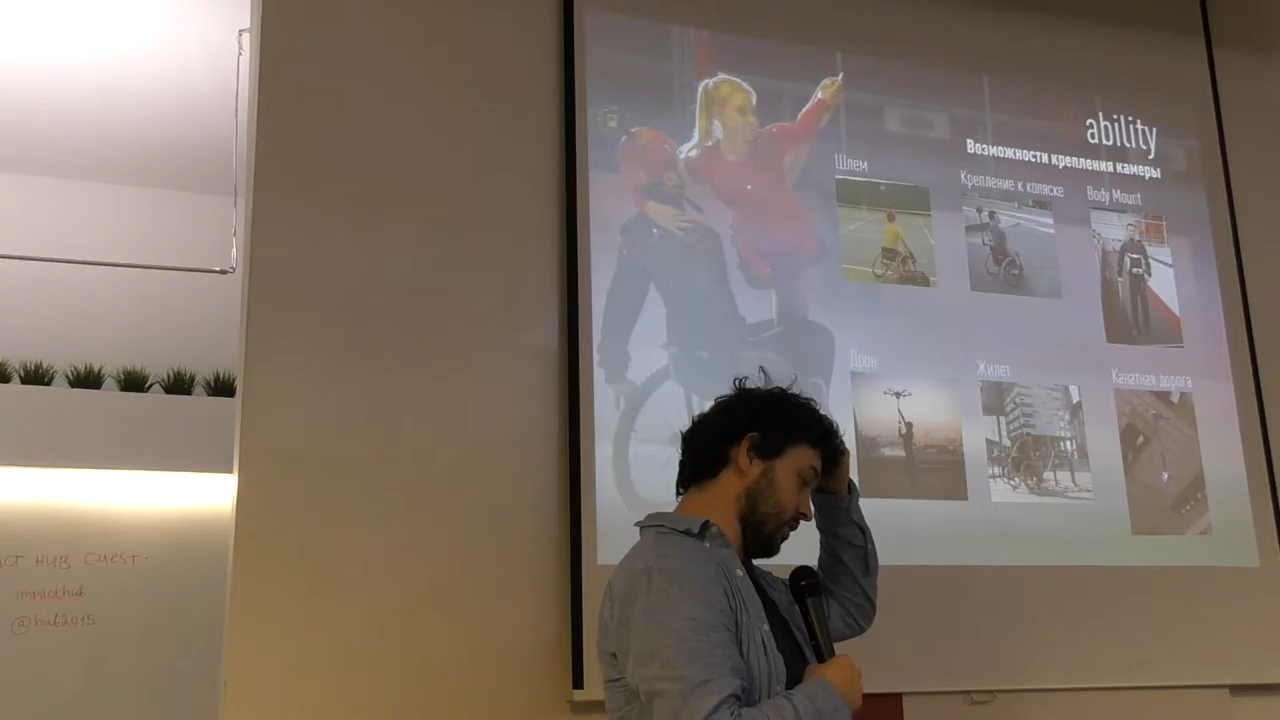 ability
Возможности крепления камеры
Шлем
Крепление к коляске
Body Mount
Дрон
Жилет
Канатная дорога
HUB GUEST.
impacthub
@hub2015